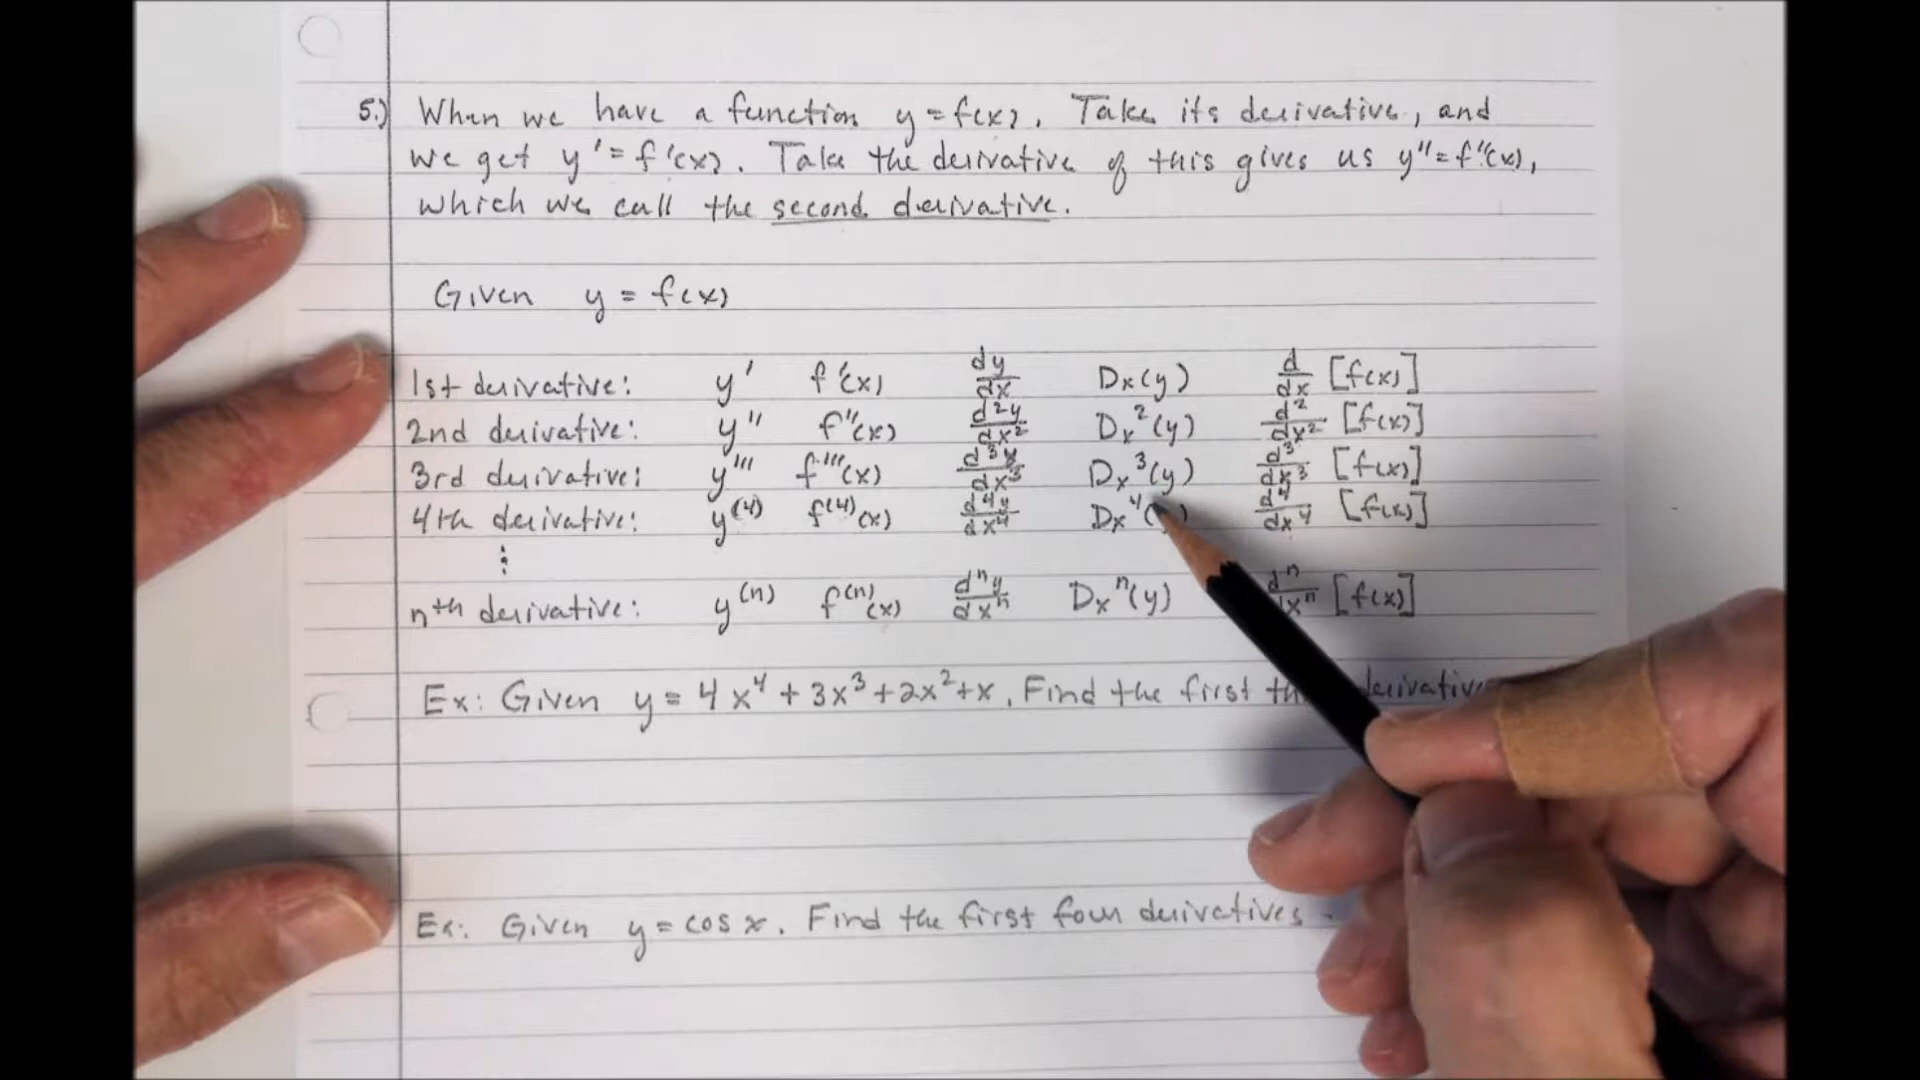 5.) When we have a function y = f(x). Take its derivative, and
we get y' = f'(x). Take the derivative of this gives us y'' = f''(x),
which we call the second derivative.
Given y = f(x)
1st derivative: y' f'(x) dy/dx Dx(y) d/dx [f(x)]
2nd derivative: y'' f''(x) d²y/dx² Dx²(y) d²/dx² [f(x)]
3rd derivative: y''' f'''(x) d³y/dx³ Dx³(y) d³/dx³ [f(x)]
4th derivative: y⁽⁴⁾ f⁽⁴⁾(x) d⁴y/dx⁴ Dx⁴( ) d⁴/dx⁴ [f(x)]
⋮
nth derivative: y⁽ⁿ⁾ f⁽ⁿ⁾(x) dⁿy/dxⁿ Dxⁿ(y) dⁿ/dxⁿ [f(x)]
Ex: Given y = 4x⁴ + 3x³ + 2x² + x. Find the first derivative
Ex: Given y = cos x. Find the first four derivatives.